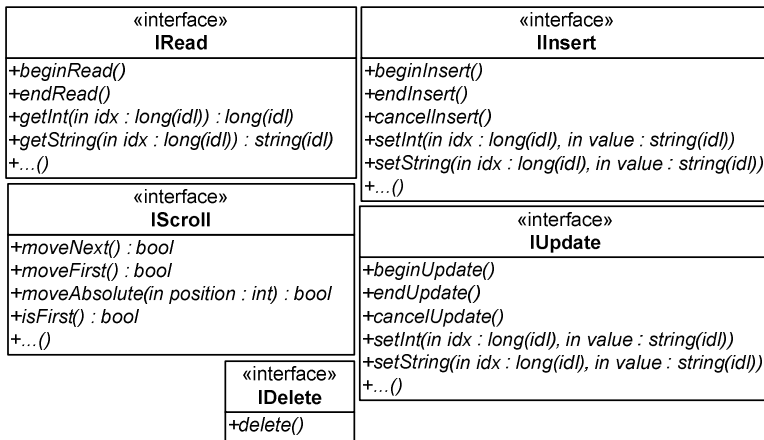 «interface»
IRead
+beginRead()
+endRead()
+getInt(in idx : long(idl)) : long(idl)
+getString(in idx : long(idl)) : string(idl)
+...()
«interface»
IInsert
+beginInsert()
+endInsert()
+cancelInsert()
+setInt(in idx : long(idl), in value : string(idl))
+setString(in idx : long(idl), in value : string(idl))
+...()
«interface»
IScroll
+moveNext() : bool
+moveFirst() : bool
+moveAbsolute(in position : int) : bool
+isFirst() : bool
+...()
«interface»
IUpdate
+beginUpdate()
+endUpdate()
+cancelUpdate()
+setInt(in idx : long(idl), in value : string(idl))
+setString(in idx : long(idl), in value : string(idl))
+...()
«interface»
IDelete
+delete()